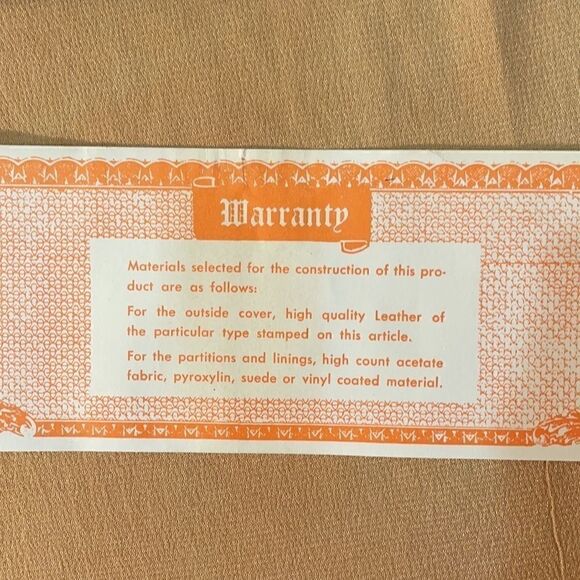 Warranty
Materials selected for the construction of this pro-
duct are as follows:
For the outside cover, high quality Leather of
the particular type stamped on this article.
For the partitions and linings, high count acetate
fabric, pyroxylin, suede or vinyl coated material.